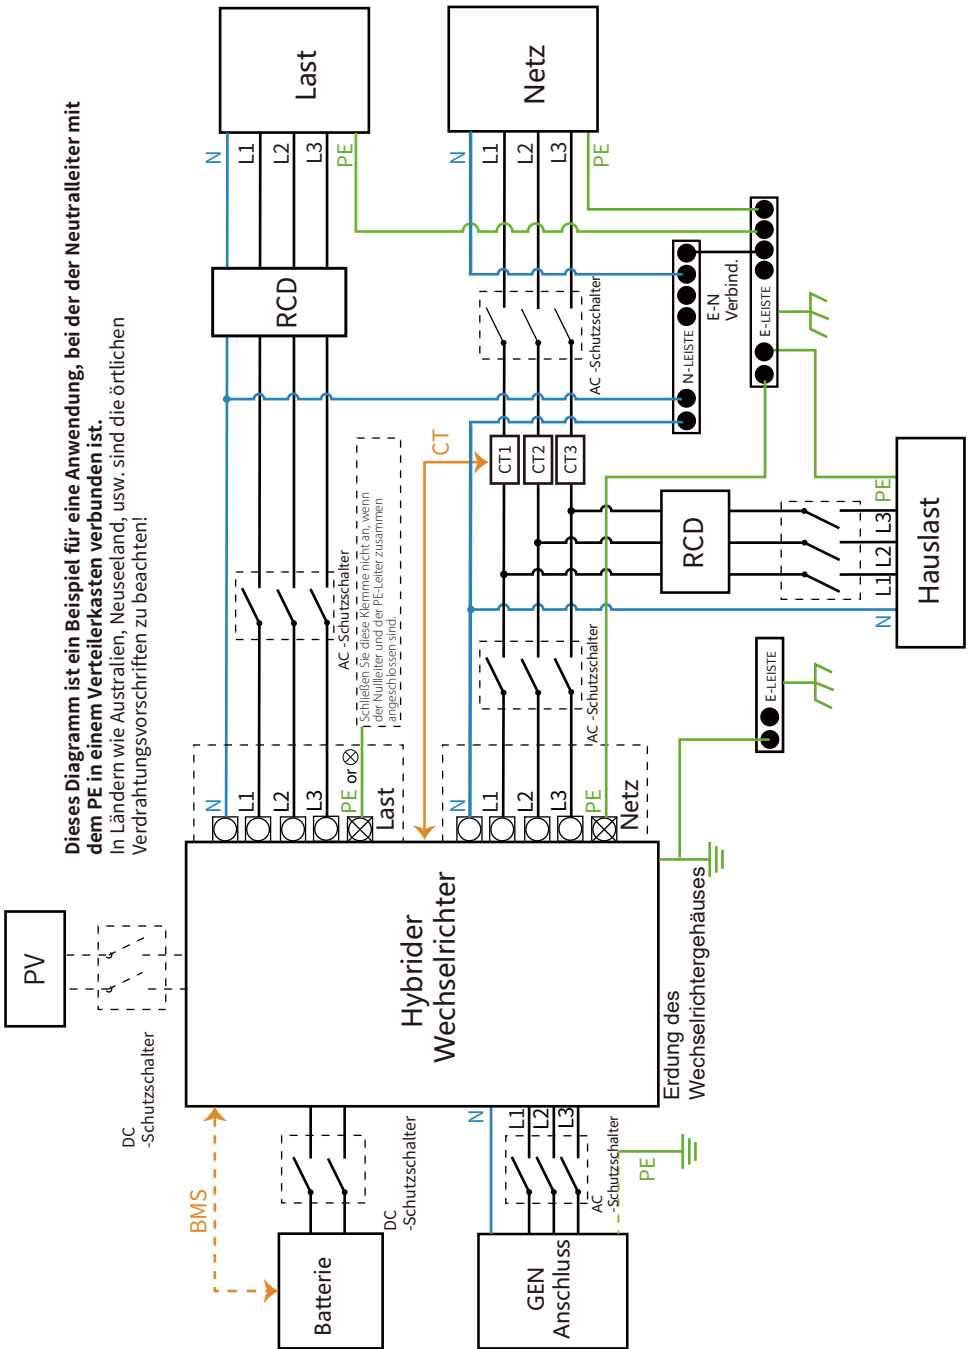 Dieses Diagramm ist ein Beispiel für eine Anwendung, bei der der Neutralleiter mit
dem PE in einem Verteilerkasten verbunden ist.
In Ländern wie Australien, Neuseeland, usw. sind die örtlichen
Verdrahtungsvorschriften zu beachten!
PV
DC
-Schutzschalter
BMS
Batterie
DC
-Schutzschalter
GEN
Anschluss
N
L1
L2
L3
AC
-Schutzschalter
PE
Hybrider
Wechselrichter
Erdung des
Wechselrichtergehäuses
N
L1
L2
L3
PE or
Last
AC -Schutzschalter
Schließen Sie diese Klemme nicht an, wenn
der Nullleiter und der PE-Leiter zusammen
angeschlossen sind.
RCD
N
L1
L2
L3
PE
Last
N
L1
L2
L3
PE
Netz
AC -Schutzschalter
CT
CT1
CT2
CT3
AC -Schutzschalter
N
L1
L2
L3
PE
Netz
N-LEISTE
E-N
Verbind.
E-LEISTE
RCD
N
L1
L2
L3
PE
Hauslast
E-LEISTE